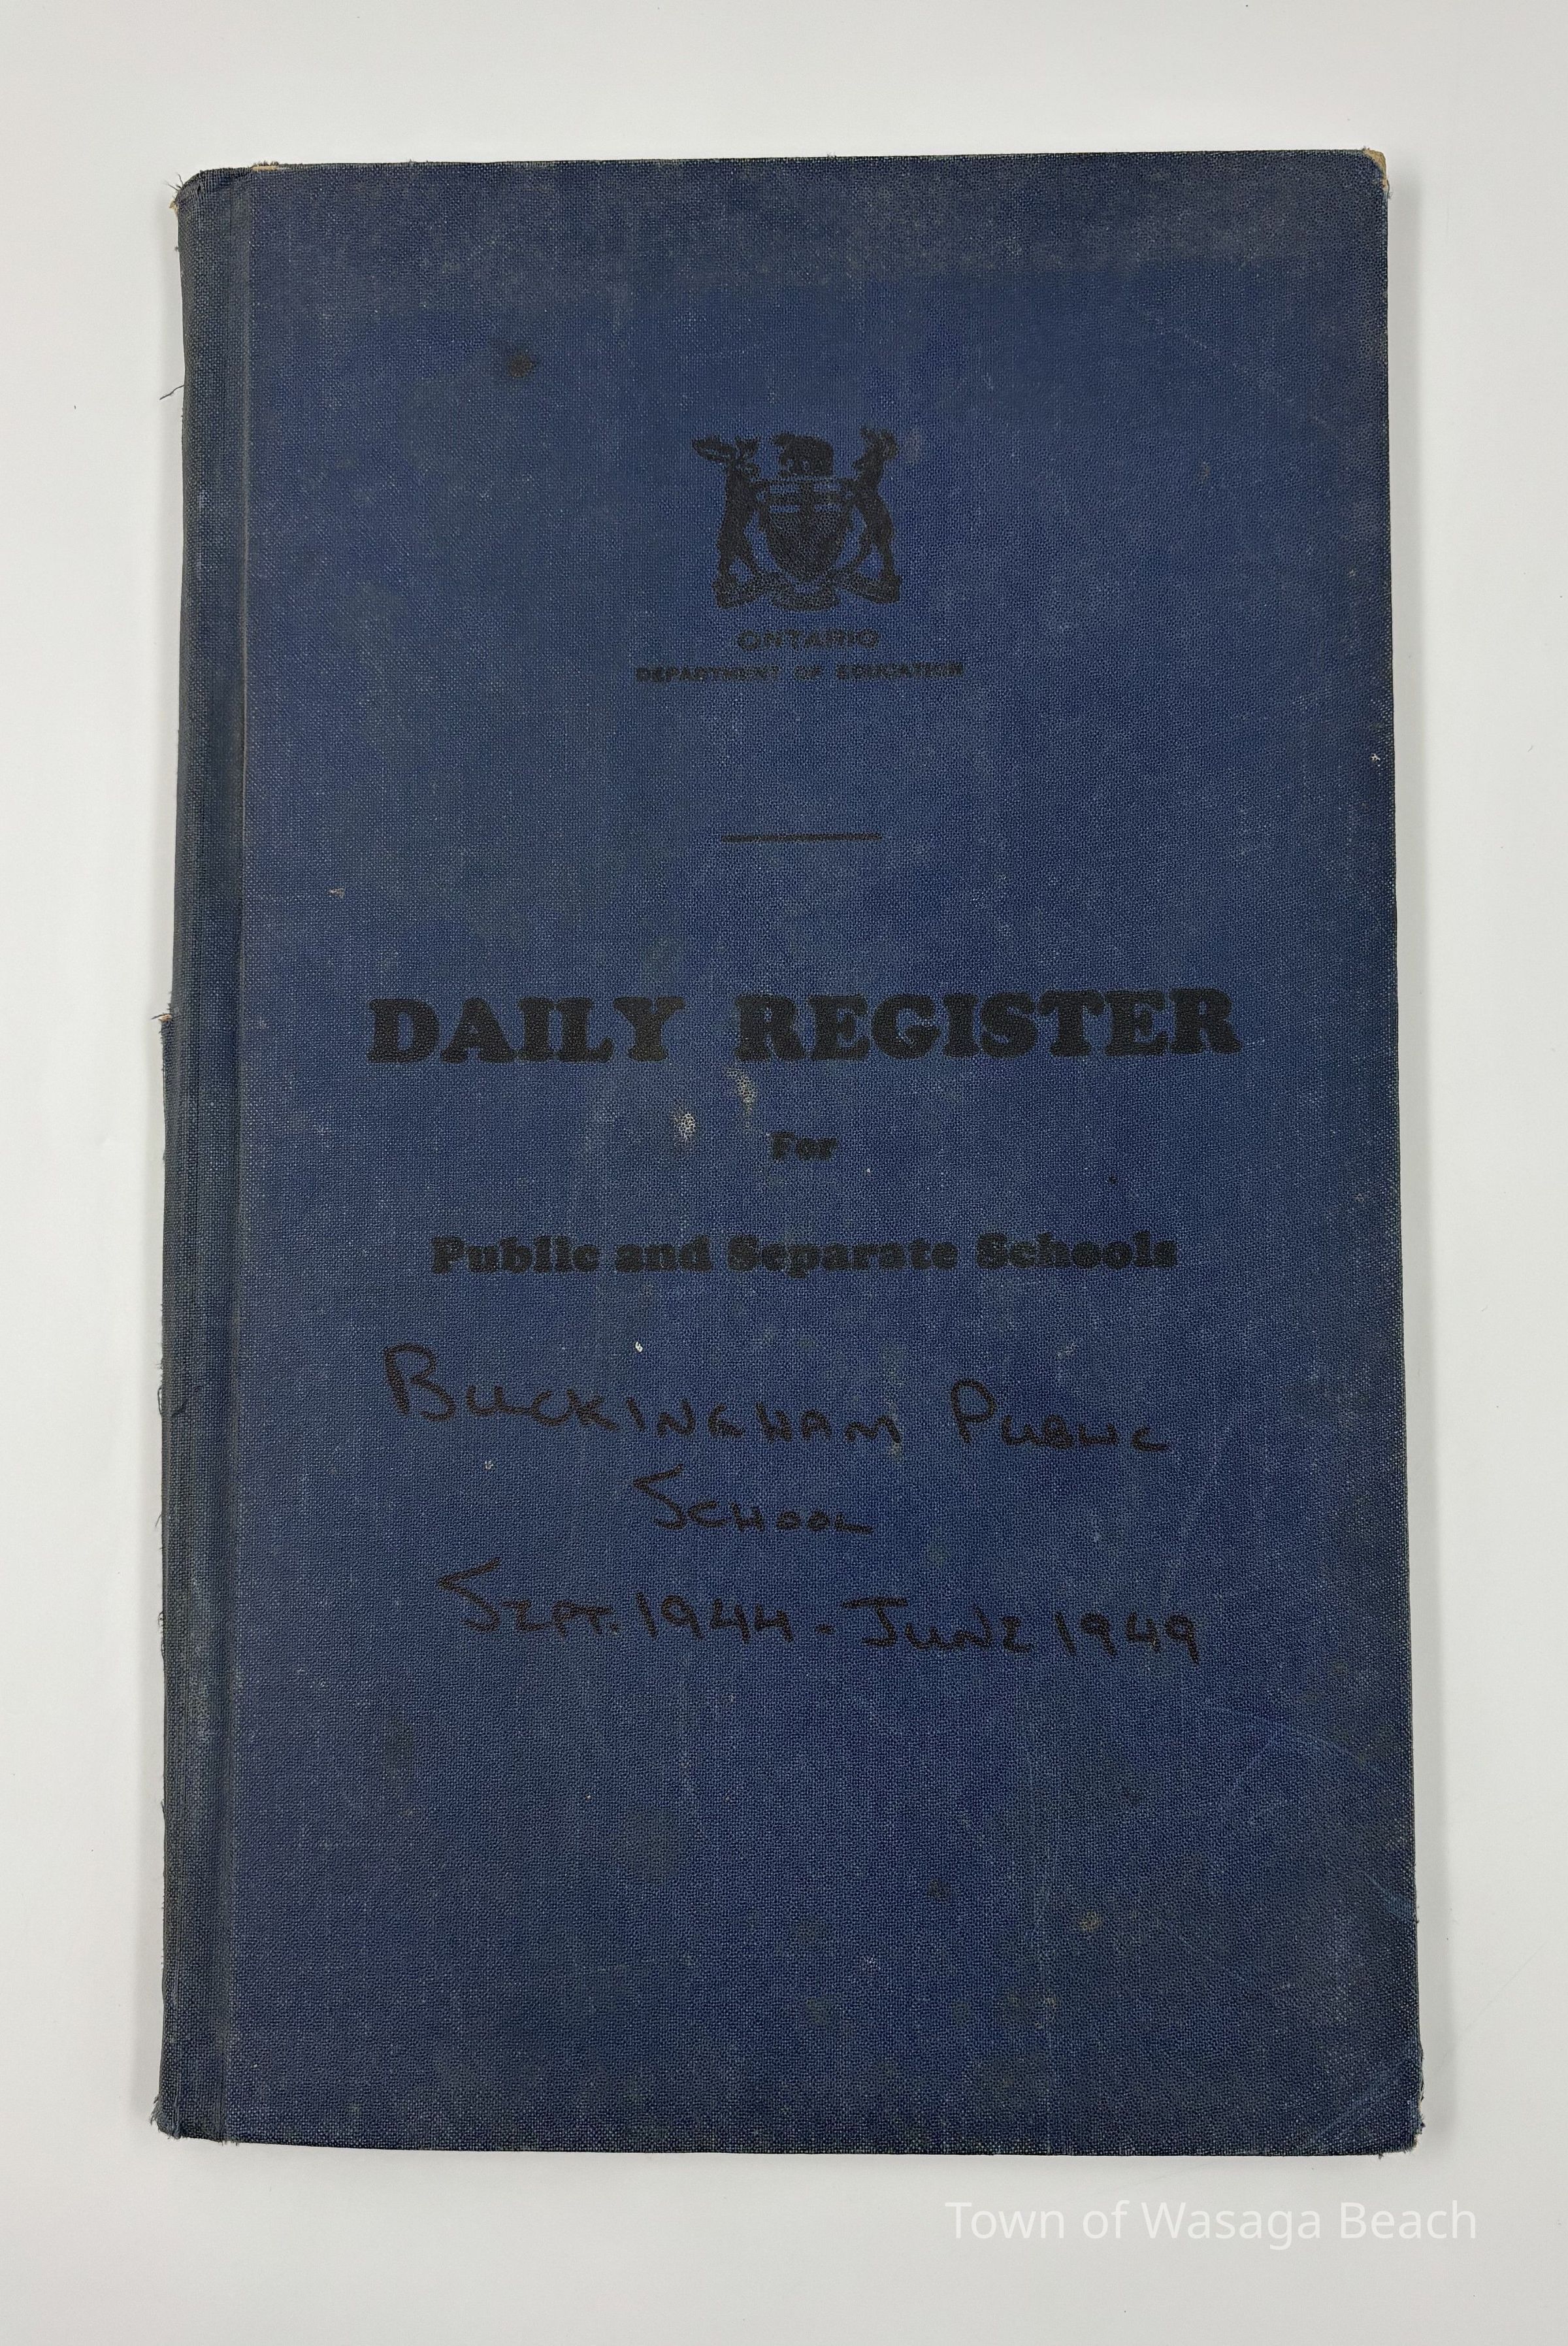 ONTARIO
DEPARTMENT OF EDUCATION
DAILY REGISTER
For
Public and Separate Schools
BUCKINGHAM PUBLIC
SCHOOL
SEPT. 1944 - JUNE 1949
Town of Wasaga Beach